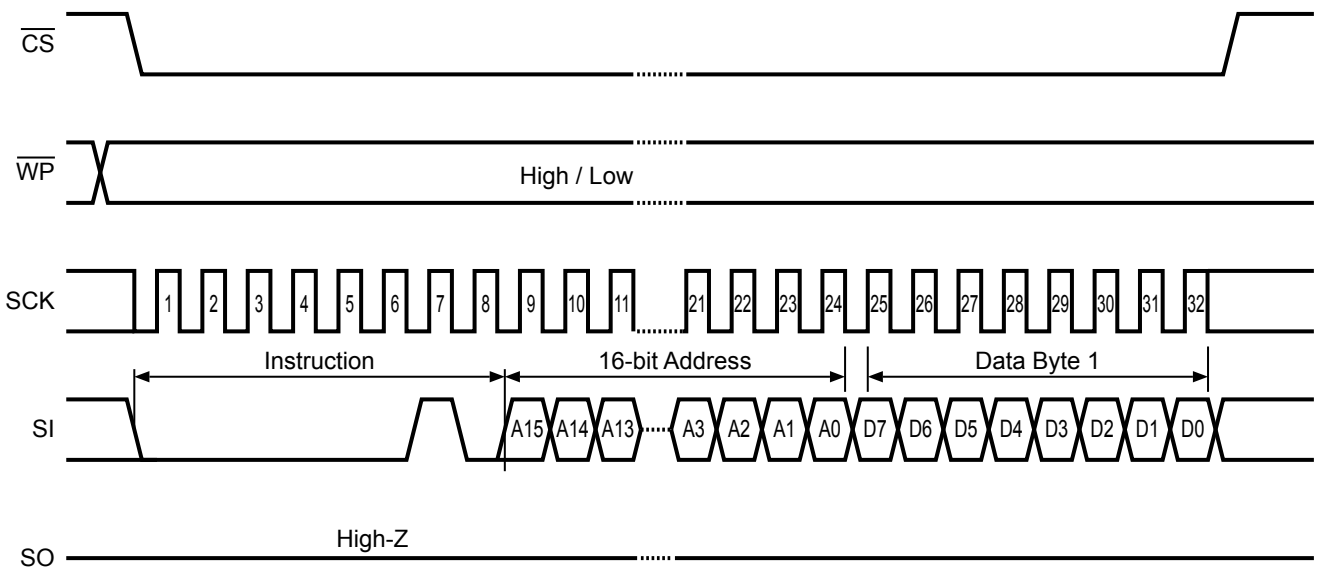 CS
WP
High / Low
SCK
1 2 3 4 5 6 7 8 9 10 11 21 22 23 24 25 26 27 28 29 30 31 32
Instruction 16-bit Address Data Byte 1
SI
A15 A14 A13 A3 A2 A1 A0 D7 D6 D5 D4 D3 D2 D1 D0
High-Z
SO